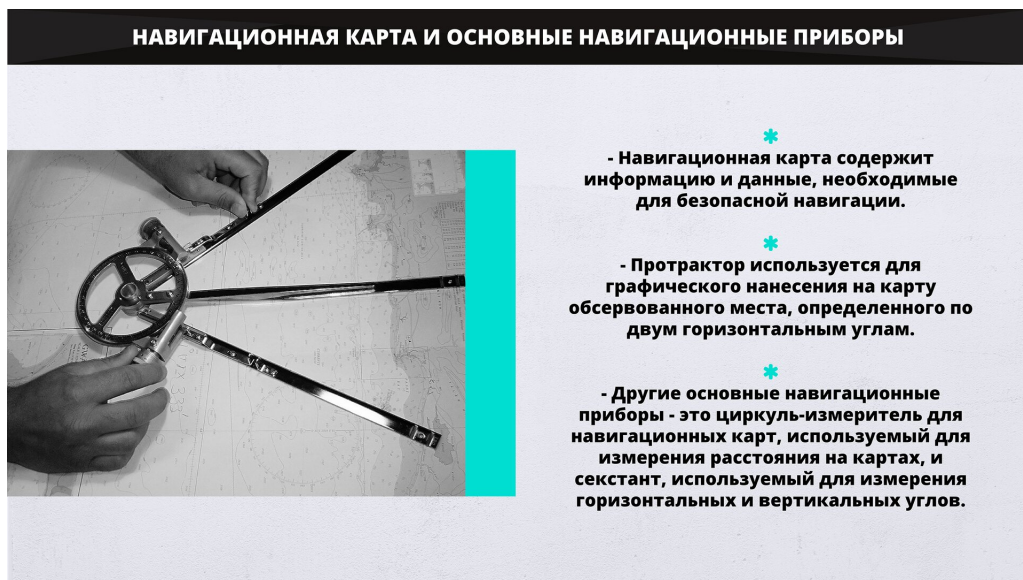 НАВИГАЦИОННАЯ КАРТА И ОСНОВНЫЕ НАВИГАЦИОННЫЕ ПРИБОРЫ
- Навигационная карта содержит
информацию и данные, необходимые
для безопасной навигации.
- Протрактор используется для
графического нанесения на карту
обсервованного места, определенного по
двум горизонтальным углам.
- Другие основные навигационные
приборы - это циркуль-измеритель для
навигационных карт, используемый для
измерения расстояния на картах, и
секстант, используемый для измерения
горизонтальных и вертикальных углов.